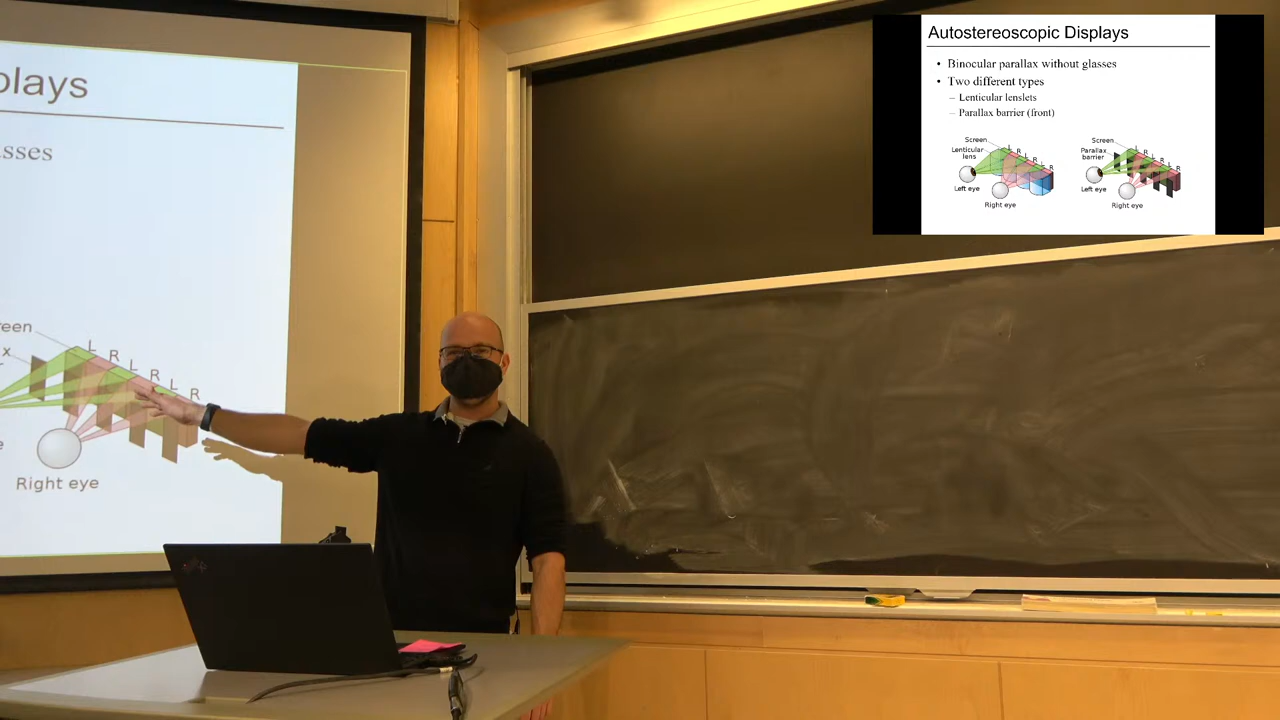 plays
sses
reen
x
L R L R L R
e
Right eye
Autostereoscopic Displays
• Binocular parallax without glasses
• Two different types
– Lenticular lenslets
– Parallax barrier (front)
Screen
Lenticular
lens
L R L R L R
Left eye
Right eye
Screen
Parallax
barrier
L R L R L R
Left eye
Right eye